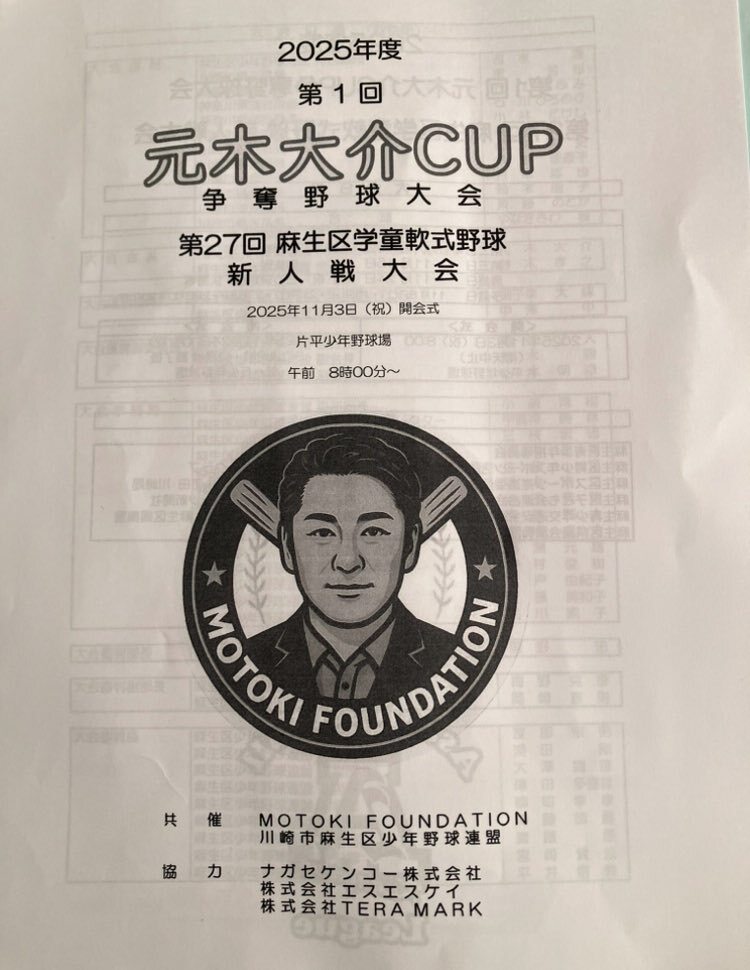 2025年度
第1回
元木大介CUP
争奪野球大会
第27回 麻生区学童軟式野球
新人戦大会
2025年11月3日（祝）開会式
片平少年野球場
午前 8時00分～
MOTOKI FOUNDATION
共催 MOTOKI FOUNDATION
川崎市麻生区少年野球連盟
協力 ナガセケンコー株式会社
株式会社エスエスケイ
株式会社TERA MARK